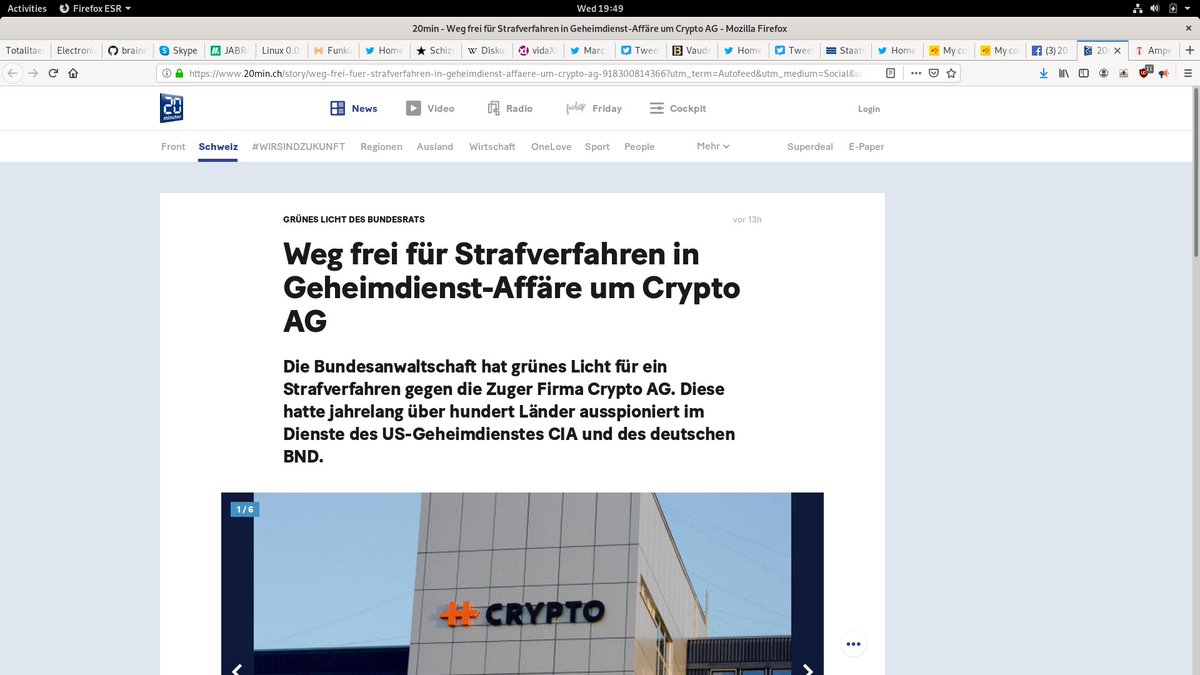 Activities Firefox ESR Wed 19:49
20min - Weg frei für Strafverfahren in Geheimdienst-Affäre um Crypto AG - Mozilla Firefox
Totalitae Electroni brainc Skype JABRA Linux 0.0 Funki Home Schiz Disku vidaX Marc Twee Vaude Home Twee Staats Home My co My co (3) 20 20 Ampe
https://www.20min.ch/story/weg-frei-fuer-strafverfahren-in-geheimdienst-affaere-um-crypto-ag-918300814366?utm_term=Autofeed&utm_medium=Social&u
20 minuten News Video Radio Friday Cockpit Login
Front Schweiz #WIRSINDZUKUNFT Regionen Ausland Wirtschaft OneLove Sport People Mehr Superdeal E-Paper
GRÜNES LICHT DES BUNDESRATS vor 13h
Weg frei für Strafverfahren in
Geheimdienst-Affäre um Crypto
AG
Die Bundesanwaltschaft hat grünes Licht für ein
Strafverfahren gegen die Zuger Firma Crypto AG. Diese
hatte jahrelang über hundert Länder ausspioniert im
Dienste des US-Geheimdienstes CIA und des deutschen
BND.
1 / 6
CRYPTO